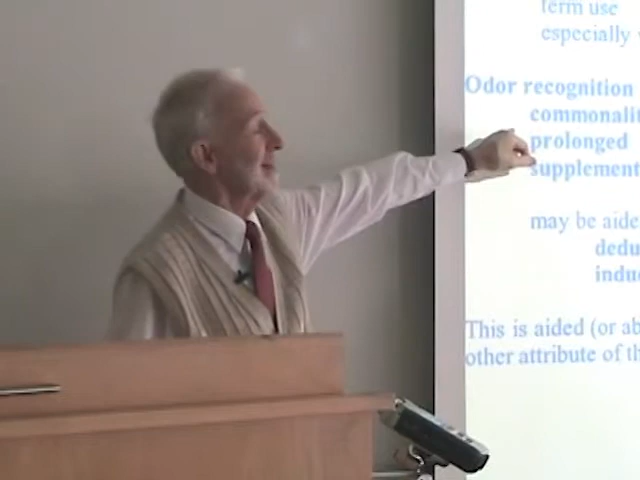 term use
especially
Odor recognition
commonalit
prolonged
supplement
may be aide
dedu
indu
This is aided (or ab
other attribute of th